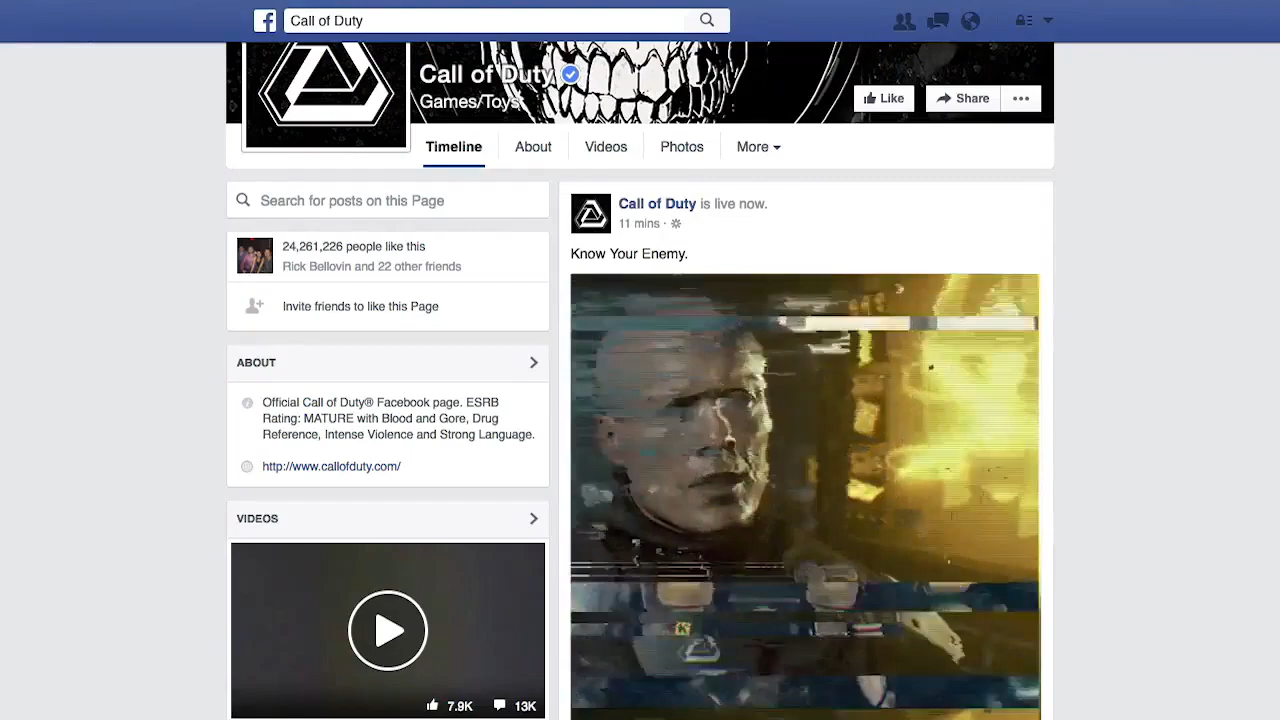 Call of Duty
Call of Duty
Games/Toys
Like
Share
Timeline
About
Videos
Photos
More
Search for posts on this Page
24,261,226 people like this
Rick Bellovin and 22 other friends
Invite friends to like this Page
ABOUT
Official Call of Duty® Facebook page. ESRB
Rating: MATURE with Blood and Gore, Drug
Reference, Intense Violence and Strong Language.
http://www.callofduty.com/
VIDEOS
7.9K
13K
Call of Duty is live now.
11 mins ·
Know Your Enemy.